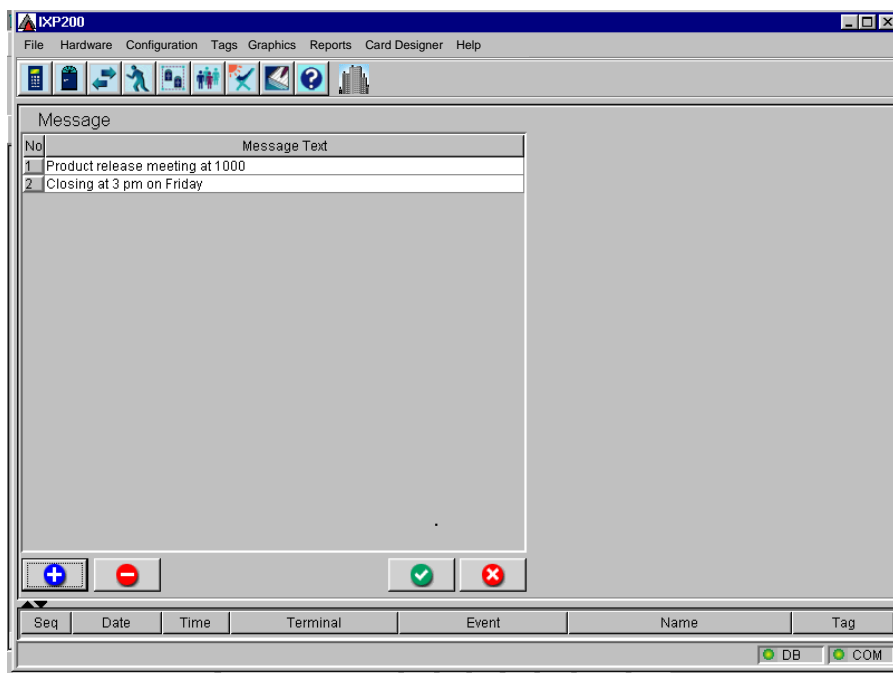 IXP200
File Hardware Configuration Tags Graphics Reports Card Designer Help
Message
No Message Text
1 Product release meeting at 1000
2 Closing at 3 pm on Friday
Seq Date Time Terminal Event Name Tag
DB COM